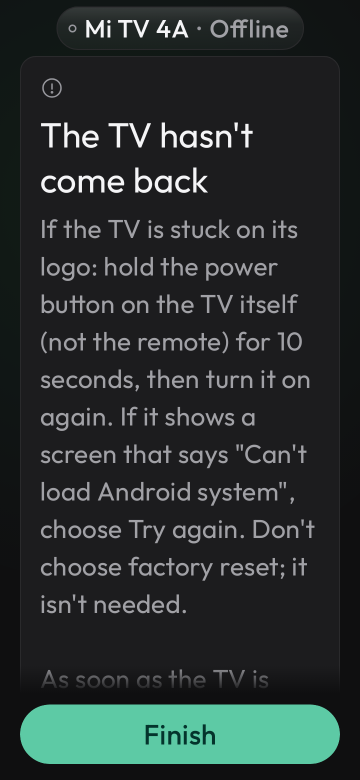 Mi TV 4A · Offline
The TV hasn't
come back
If the TV is stuck on its
logo: hold the power
button on the TV itself
(not the remote) for 10
seconds, then turn it on
again. If it shows a
screen that says "Can't
load Android system",
choose Try again. Don't
choose factory reset; it
isn't needed.
As soon as the TV is
Finish